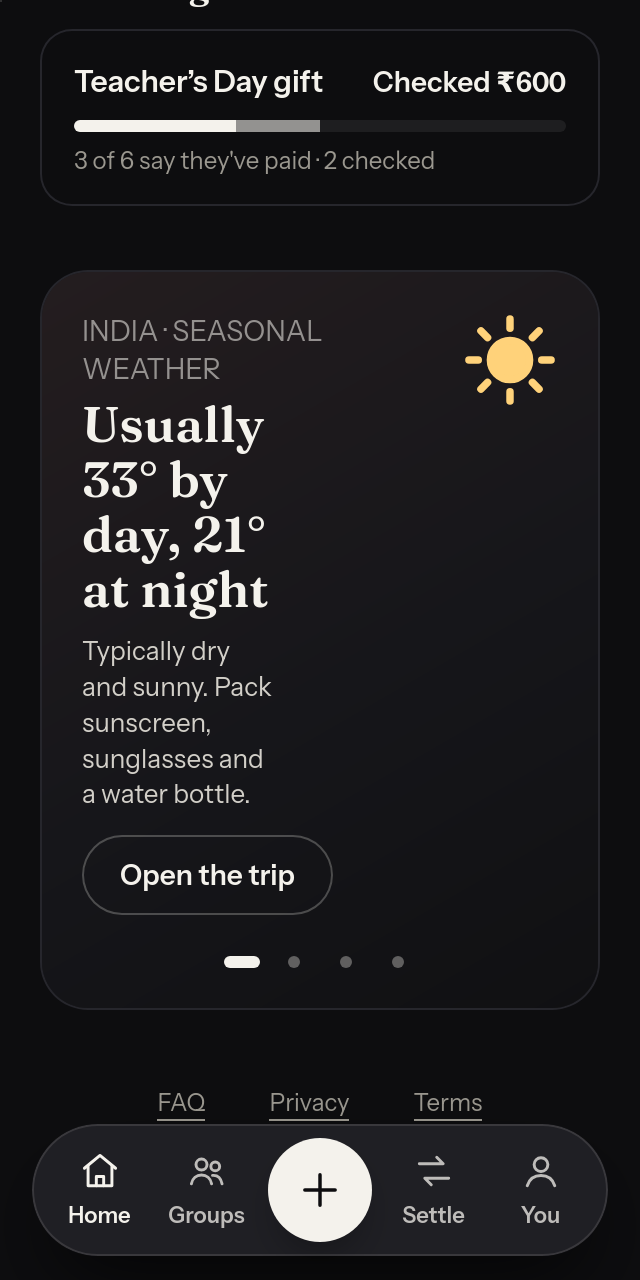 Teacher’s Day gift
Checked ₹600
3 of 6 say they've paid · 2 checked
INDIA · SEASONAL
WEATHER
Usually
33° by
day, 21°
at night
Typically dry
and sunny. Pack
sunscreen,
sunglasses and
a water bottle.
Open the trip
FAQ
Privacy
Terms
Home
Groups
Settle
You